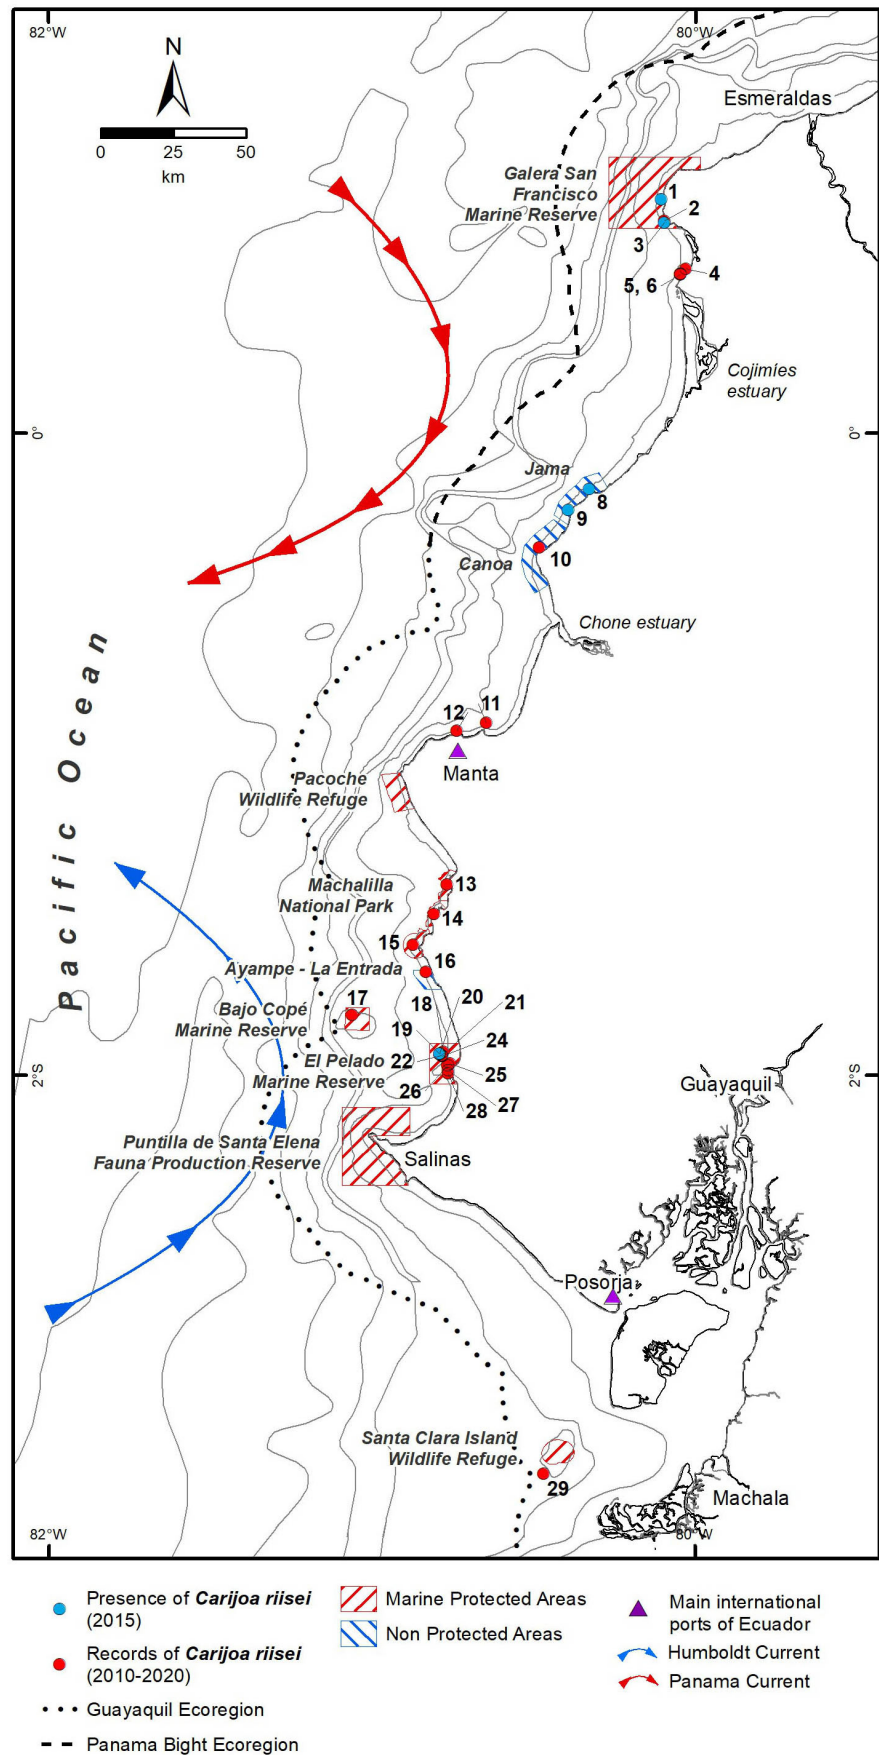 82°W
80°W
N
0 25 50
km
Esmeraldas
Galera San
Francisco
Marine Reserve
1
2
3
4
5, 6
Cojimíes
estuary
0°
0°
Jama
8
9
10
Canoa
Chone estuary
Pacific Ocean
11
12
Manta
Pacoche
Wildlife Refuge
Machalilla
National Park
13
14
15
16
Ayampe - La Entrada
17
18
Bajo Copé
Marine Reserve
19
20
21
22
24
El Pelado
Marine Reserve
25
26
27
28
2°S
2°S
Guayaquil
Puntilla de Santa Elena
Fauna Production Reserve
Salinas
Posorja
Santa Clara Island
Wildlife Refuge
29
Machala
82°W
80°W
Presence of Carijoa riisei
(2015)
Records of Carijoa riisei
(2010-2020)
Guayaquil Ecoregion
Panama Bight Ecoregion
Marine Protected Areas
Non Protected Areas
Main international
ports of Ecuador
Humboldt Current
Panama Current